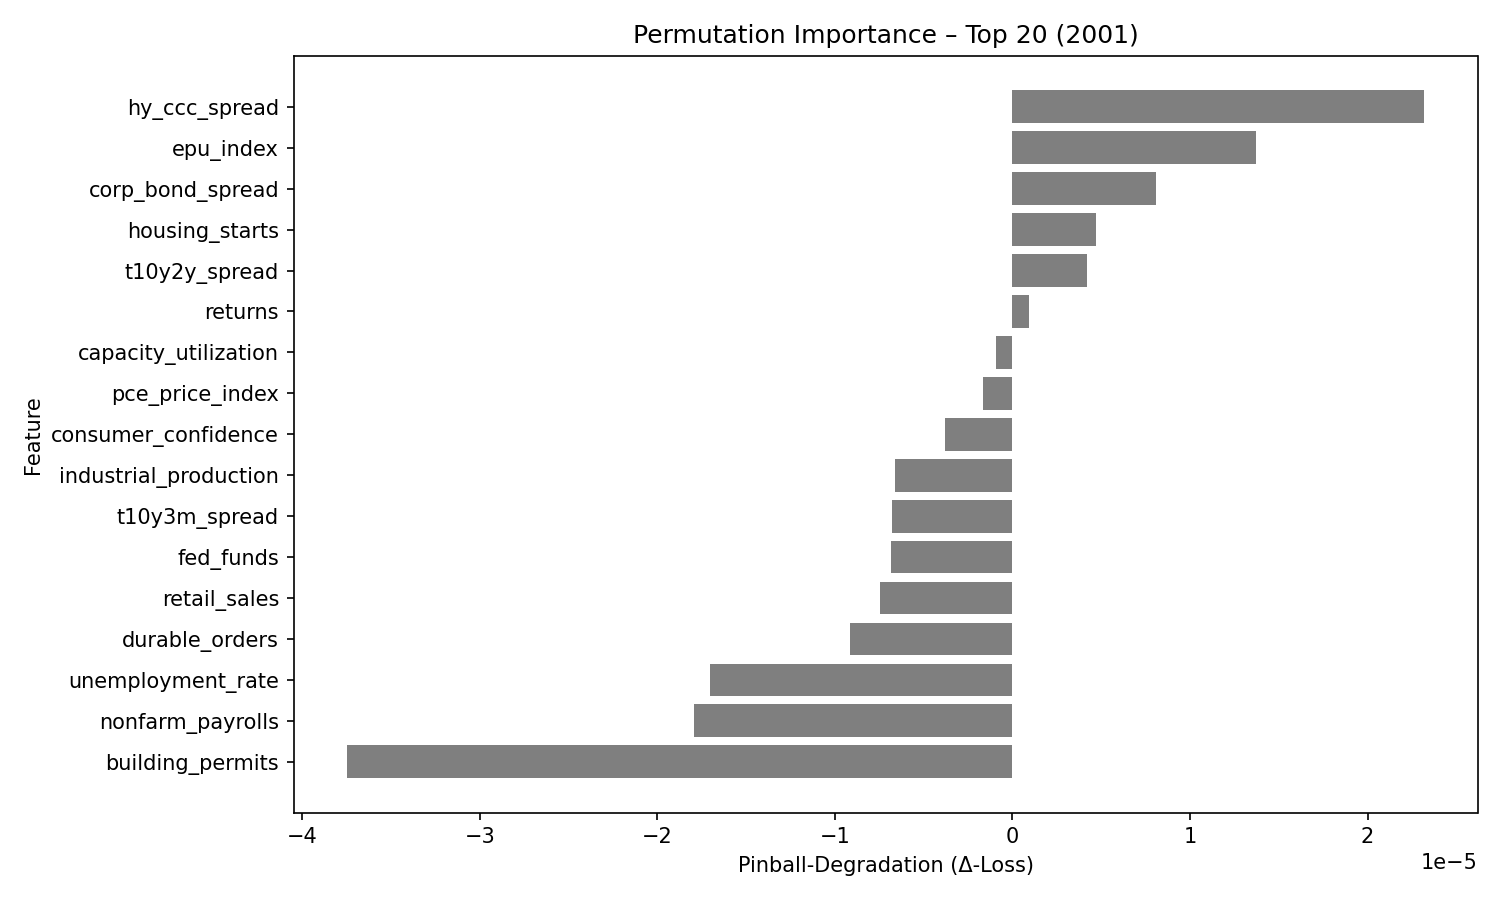 Permutation Importance – Top 20 (2001)
Feature
hy_ccc_spread
epu_index
corp_bond_spread
housing_starts
t10y2y_spread
returns
capacity_utilization
pce_price_index
consumer_confidence
industrial_production
t10y3m_spread
fed_funds
retail_sales
durable_orders
unemployment_rate
nonfarm_payrolls
building_permits
−4 −3 −2 −1 0 1 2
1e−5
Pinball-Degradation (Δ-Loss)